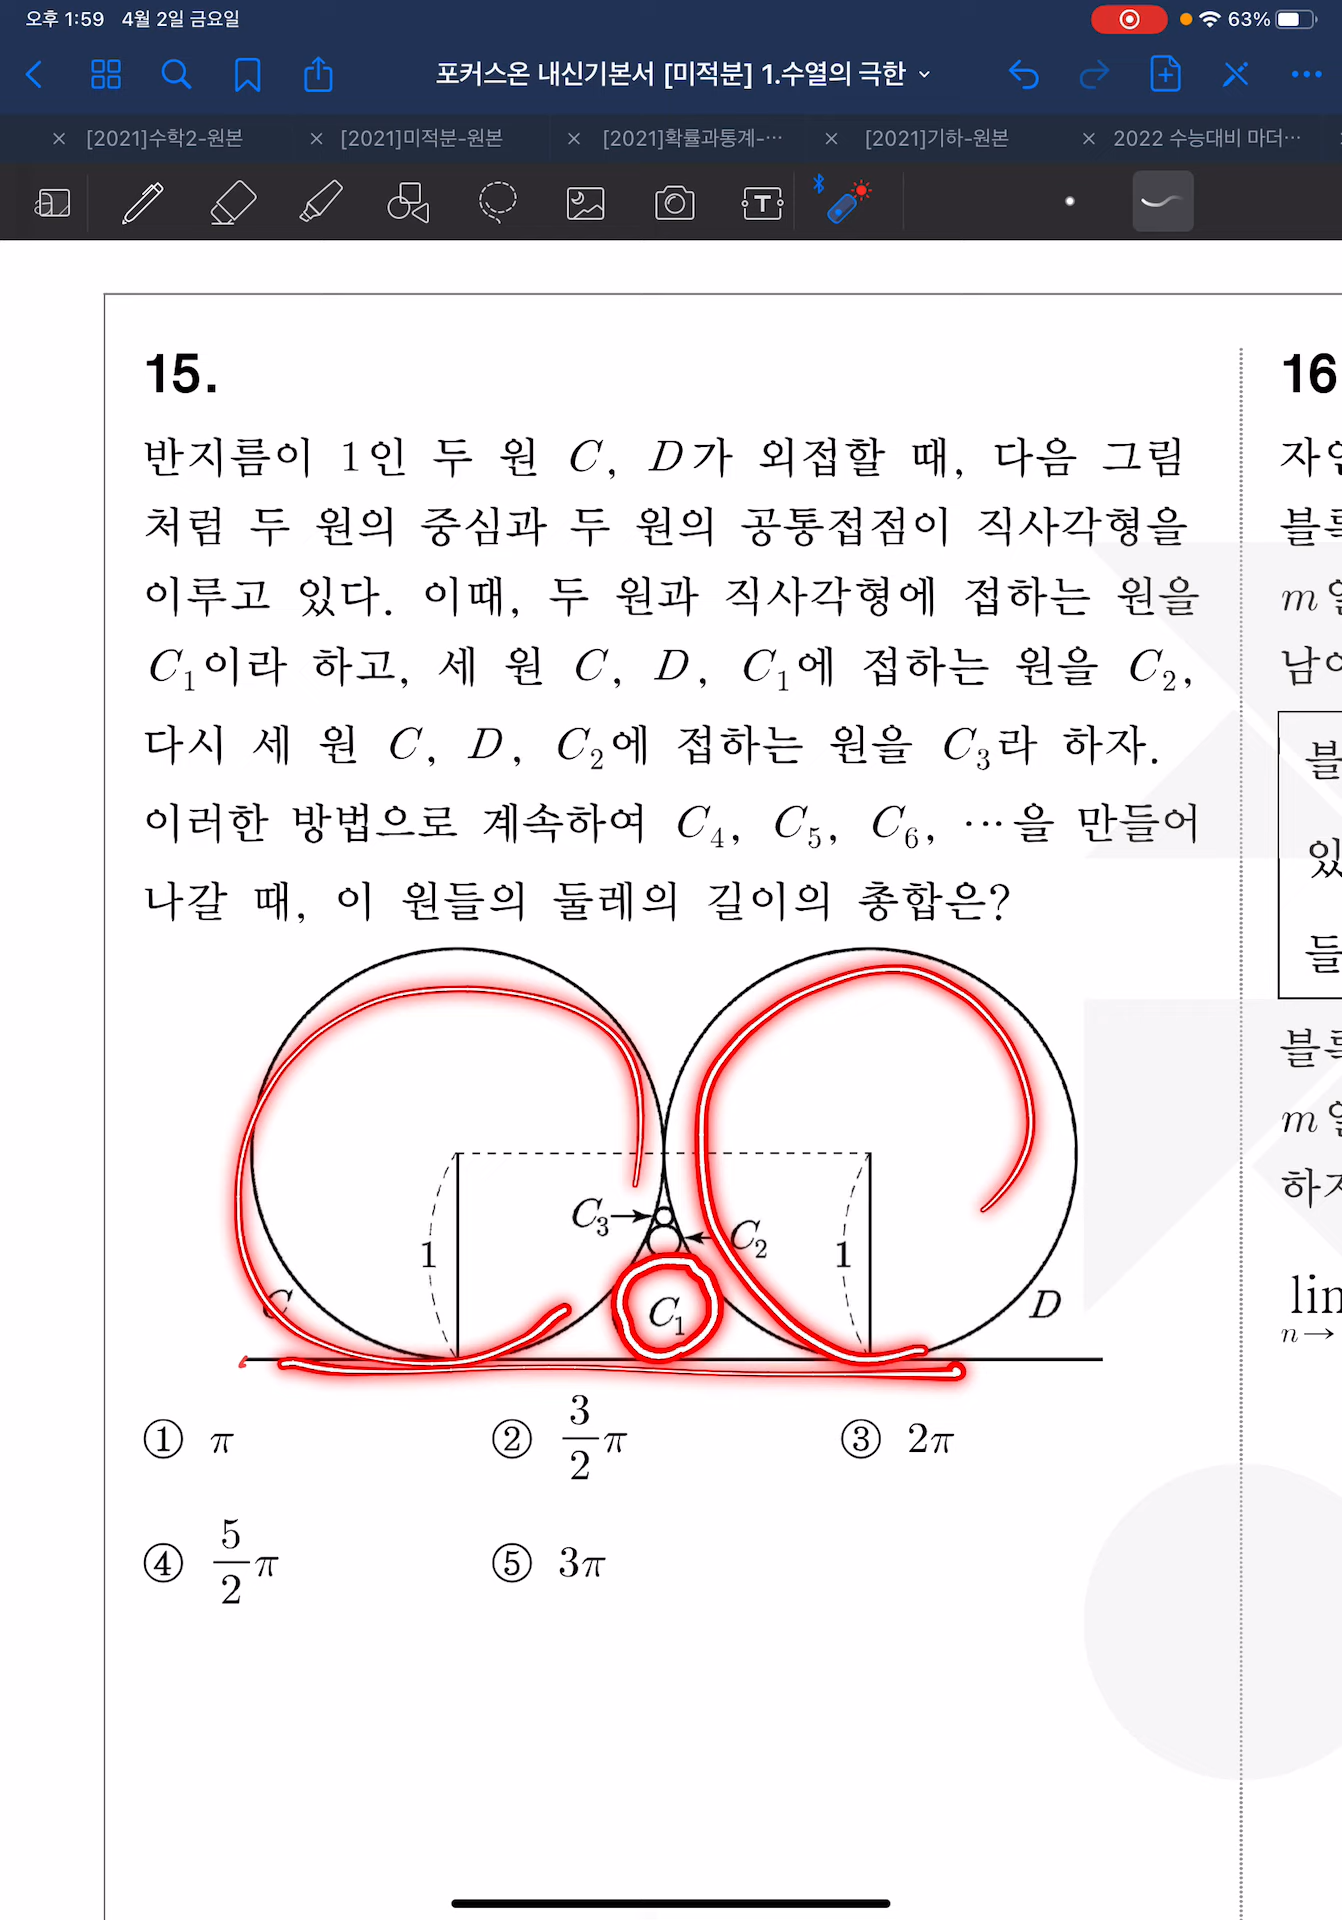 오후 1:59 4월 2일 금요일
63%
포커스온 내신기본서 [미적분] 1.수열의 극한
× [2021]수학2-원본 × [2021]미적분-원본 × [2021]확률과통계-⋯ × [2021]기하-원본 × 2022 수능대비 마더⋯
15.
반지름이 1인 두 원 C, D가 외접할 때, 다음 그림
처럼 두 원의 중심과 두 원의 공통접점이 직사각형을
이루고 있다. 이때, 두 원과 직사각형에 접하는 원을
C₁이라 하고, 세 원 C, D, C₁에 접하는 원을 C₂,
다시 세 원 C, D, C₂에 접하는 원을 C₃라 하자.
이러한 방법으로 계속하여 C₄, C₅, C₆, ⋯을 만들어
나갈 때, 이 원들의 둘레의 길이의 총합은?
C₃
C₂
1
1
C
C₁
D
① π ② 3/2 π ③ 2π
④ 5/2 π ⑤ 3π
16
m
남
블
있
들
m
하
lim
n→